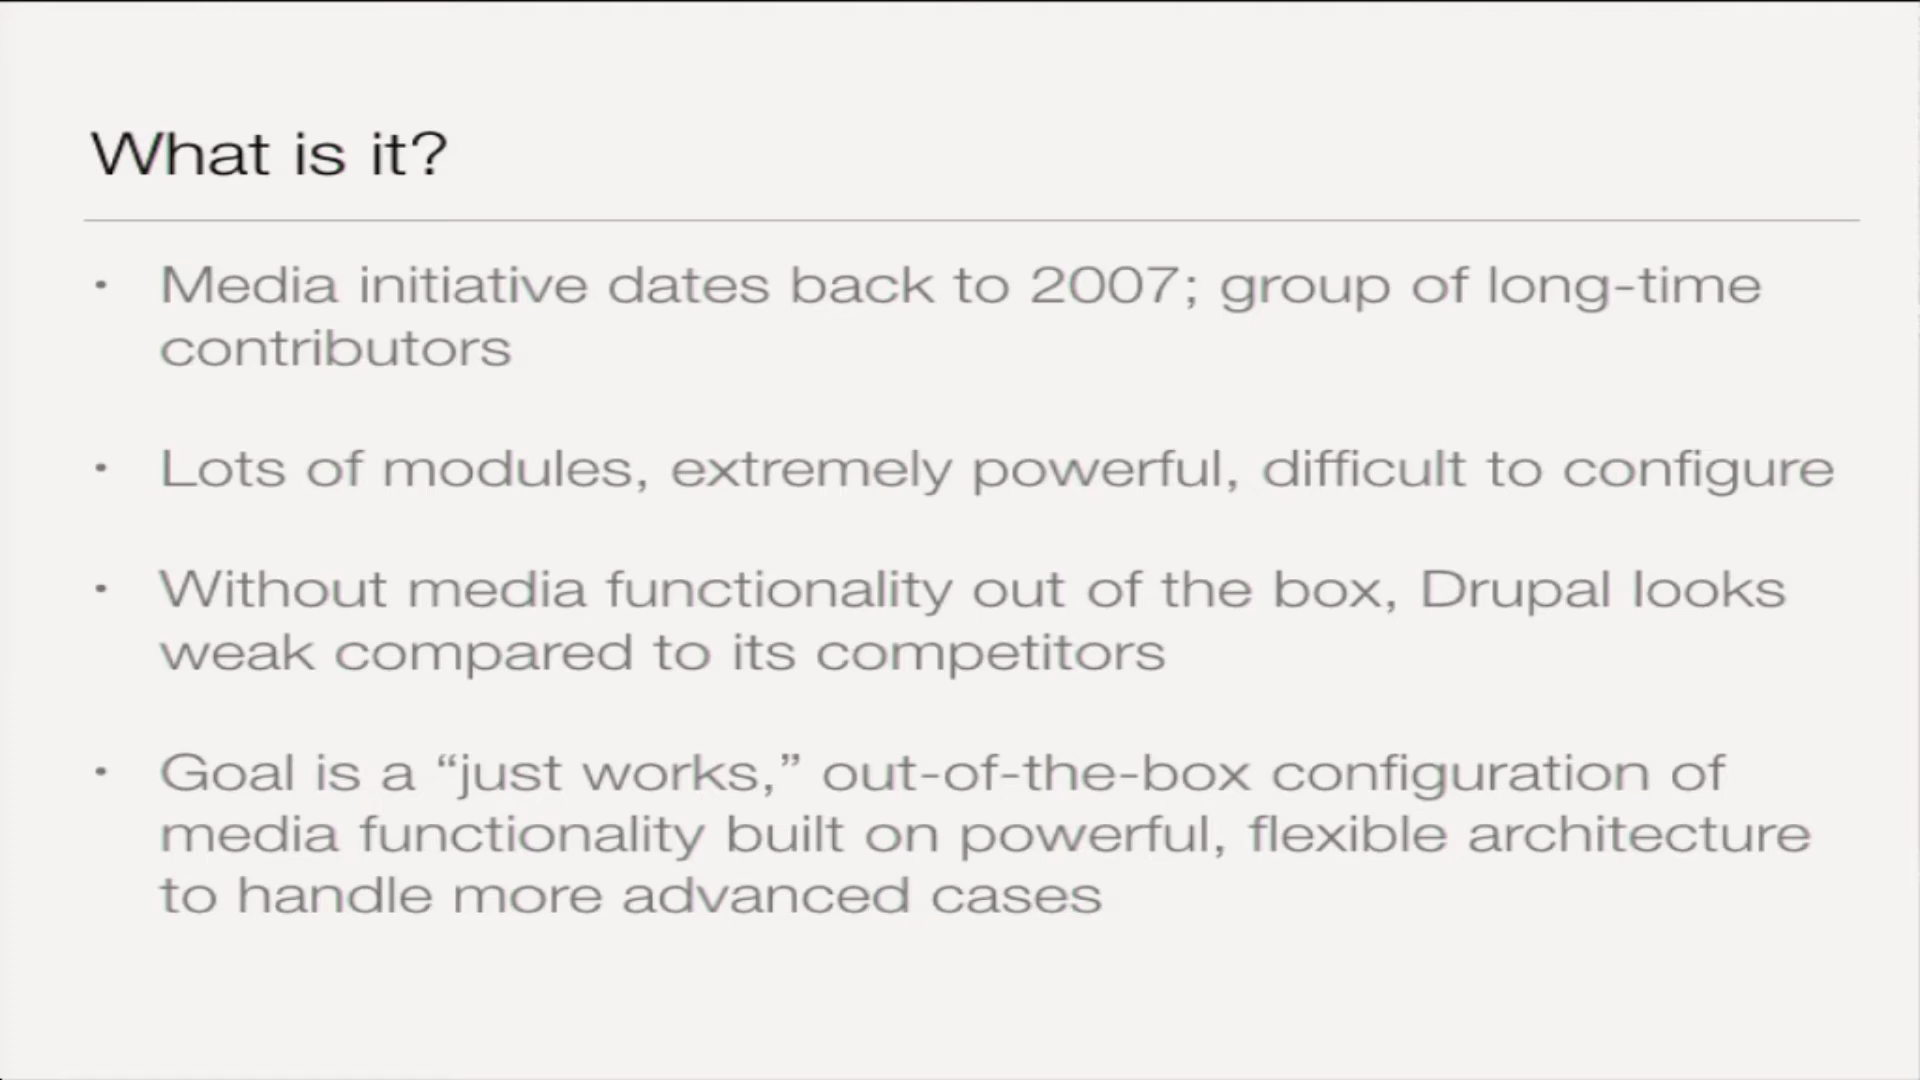 What is it?
• Media initiative dates back to 2007; group of long-time
contributors
• Lots of modules, extremely powerful, difficult to configure
• Without media functionality out of the box, Drupal looks
weak compared to its competitors
• Goal is a “just works,” out-of-the-box configuration of
media functionality built on powerful, flexible architecture
to handle more advanced cases